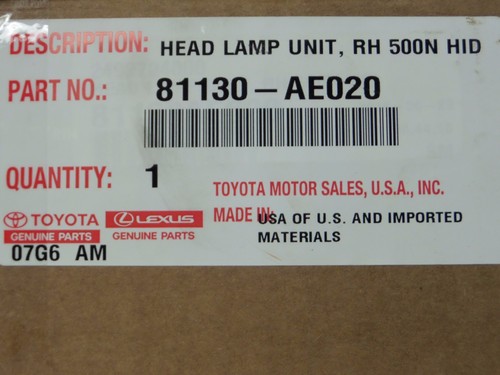 DESCRIPTION: HEAD LAMP UNIT, RH 500N HID
PART NO.: 81130-AE020
QUANTITY: 1
TOYOTA MOTOR SALES, U.S.A., INC.
TOYOTA LEXUS MADE IN: USA OF U.S. AND IMPORTED
GENUINE PARTS GENUINE PARTS MATERIALS
07G6 AM